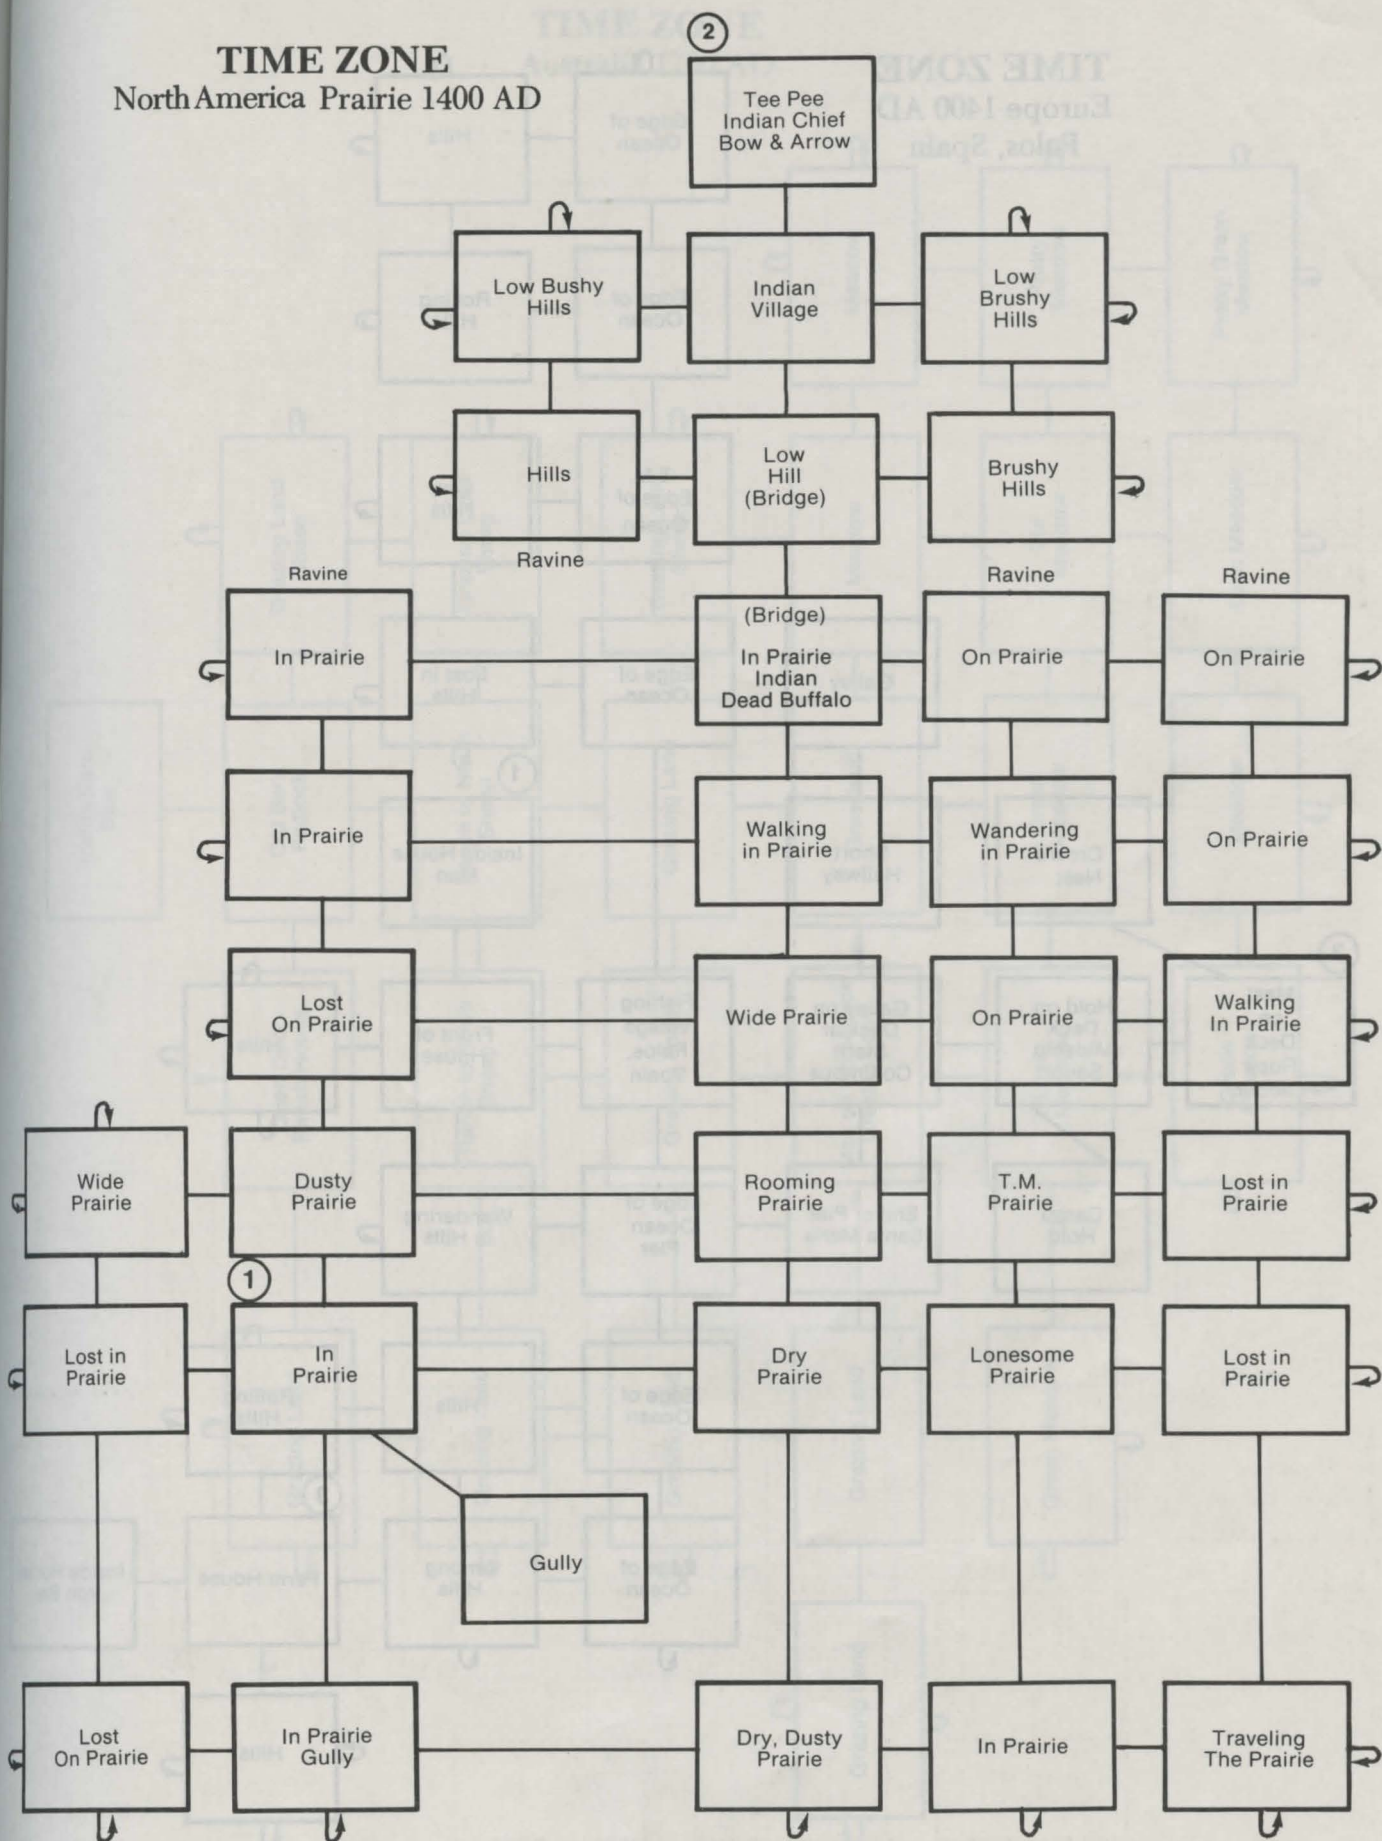 TIME ZONE
North America Prairie 1400 AD
2
Tee Pee
Indian Chief
Bow & Arrow
Low Bushy
Hills
Indian
Village
Low
Brushy
Hills
Hills
Low
Hill
(Bridge)
Brushy
Hills
Ravine
Ravine
Ravine
Ravine
In Prairie
(Bridge)
In Prairie
Indian
Dead Buffalo
On Prairie
On Prairie
In Prairie
Walking
in Prairie
Wandering
in Prairie
On Prairie
Lost
On Prairie
Wide Prairie
On Prairie
Walking
In Prairie
Wide
Prairie
Dusty
Prairie
Rooming
Prairie
T.M.
Prairie
Lost in
Prairie
1
Lost in
Prairie
In
Prairie
Dry
Prairie
Lonesome
Prairie
Lost in
Prairie
Gully
Lost
On Prairie
In Prairie
Gully
Dry, Dusty
Prairie
In Prairie
Traveling
The Prairie